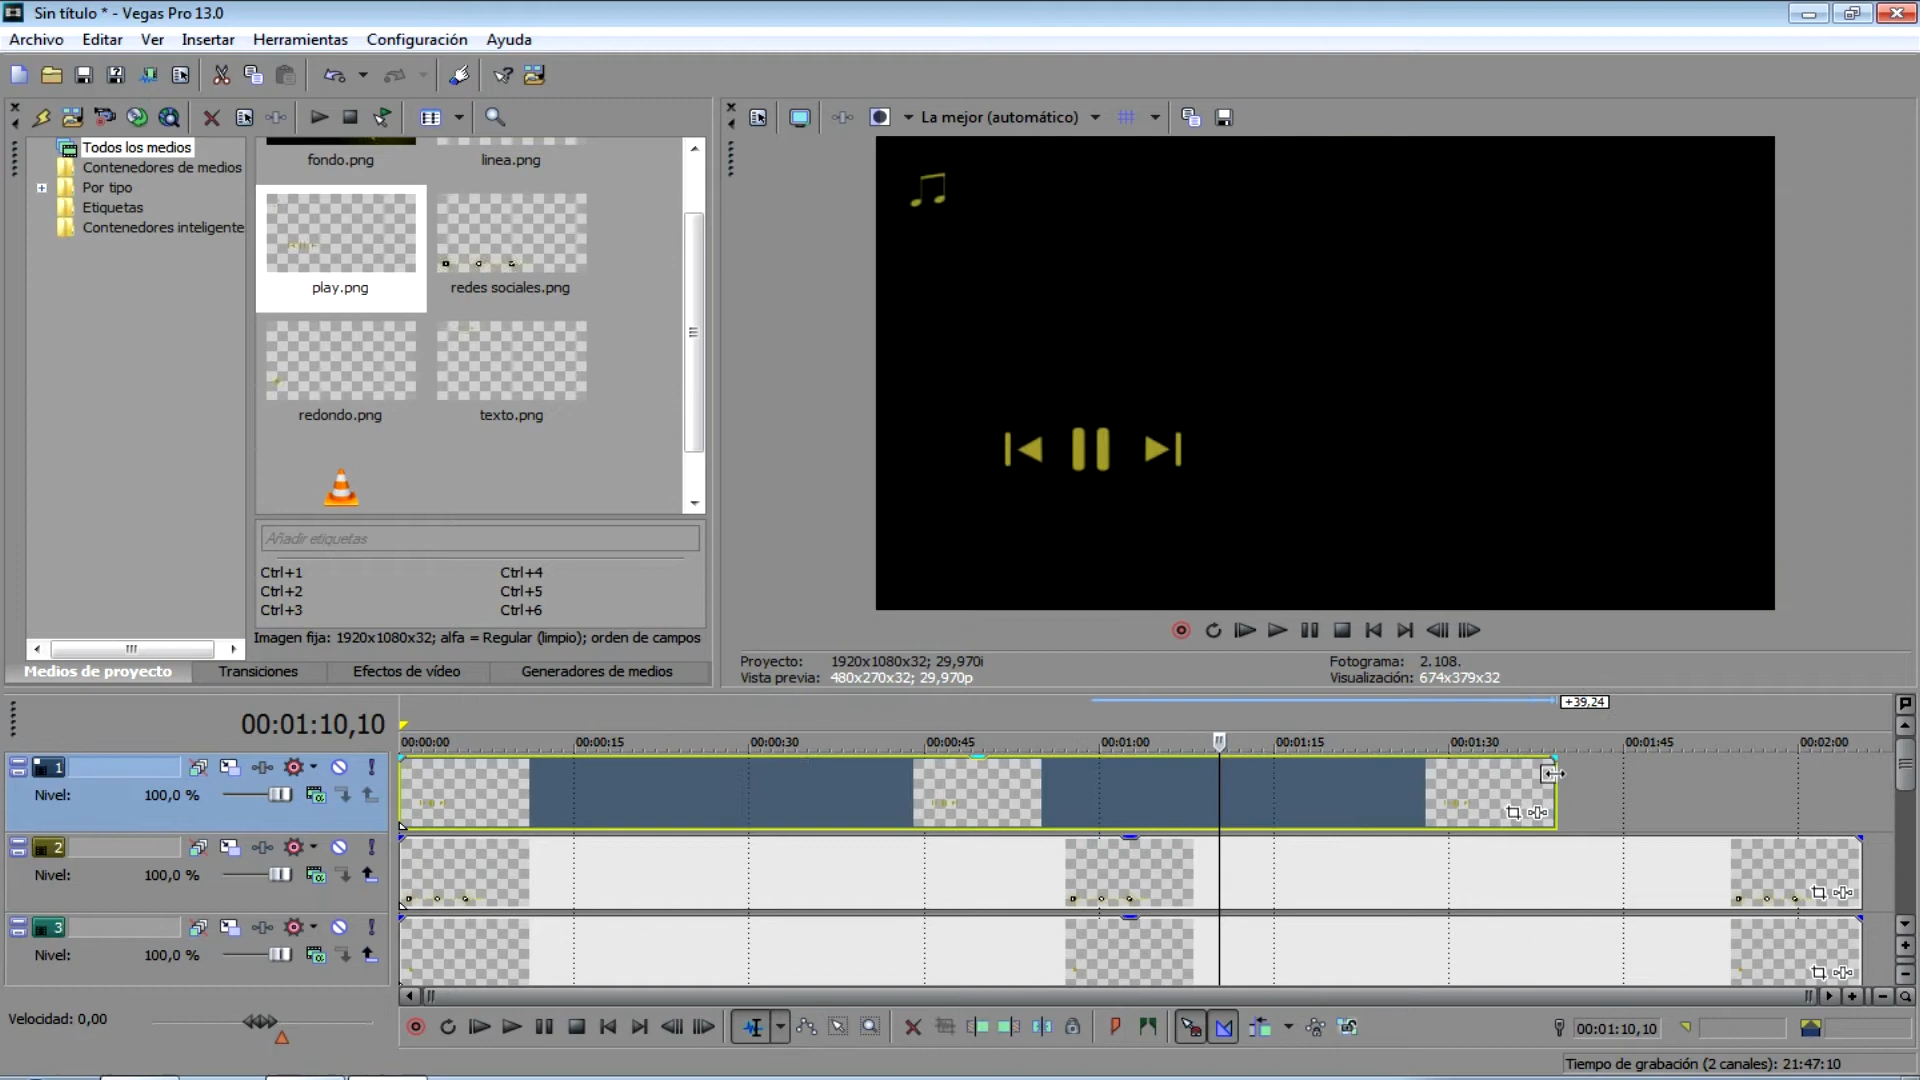 Sin título * - Vegas Pro 13.0
Archivo Editar Ver Insertar Herramientas Configuración Ayuda
La mejor (automático)
Todos los medios
Contenedores de medios
Por tipo
Etiquetas
Contenedores inteligente
fondo.png linea.png
play.png redes sociales.png
redondo.png texto.png
Añadir etiquetas
Ctrl+1 Ctrl+4
Ctrl+2 Ctrl+5
Ctrl+3 Ctrl+6
Imagen fija: 1920x1080x32; alfa = Regular (limpio); orden de campos
Medios de proyecto Transiciones Efectos de vídeo Generadores de medios
Proyecto: 1920x1080x32; 29,970i Fotograma: 2.108.
Vista previa: 480x270x32; 29,970p Visualización: 674x379x32
+39,24
00:01:10,10
00:00:00 00:00:15 00:00:30 00:00:45 00:01:00 00:01:15 00:01:30 00:01:45 00:02:00
1
Nivel: 100,0 %
2
Nivel: 100,0 %
3
Nivel: 100,0 %
Velocidad: 0,00
00:01:10,10
Tiempo de grabación (2 canales): 21:47:10